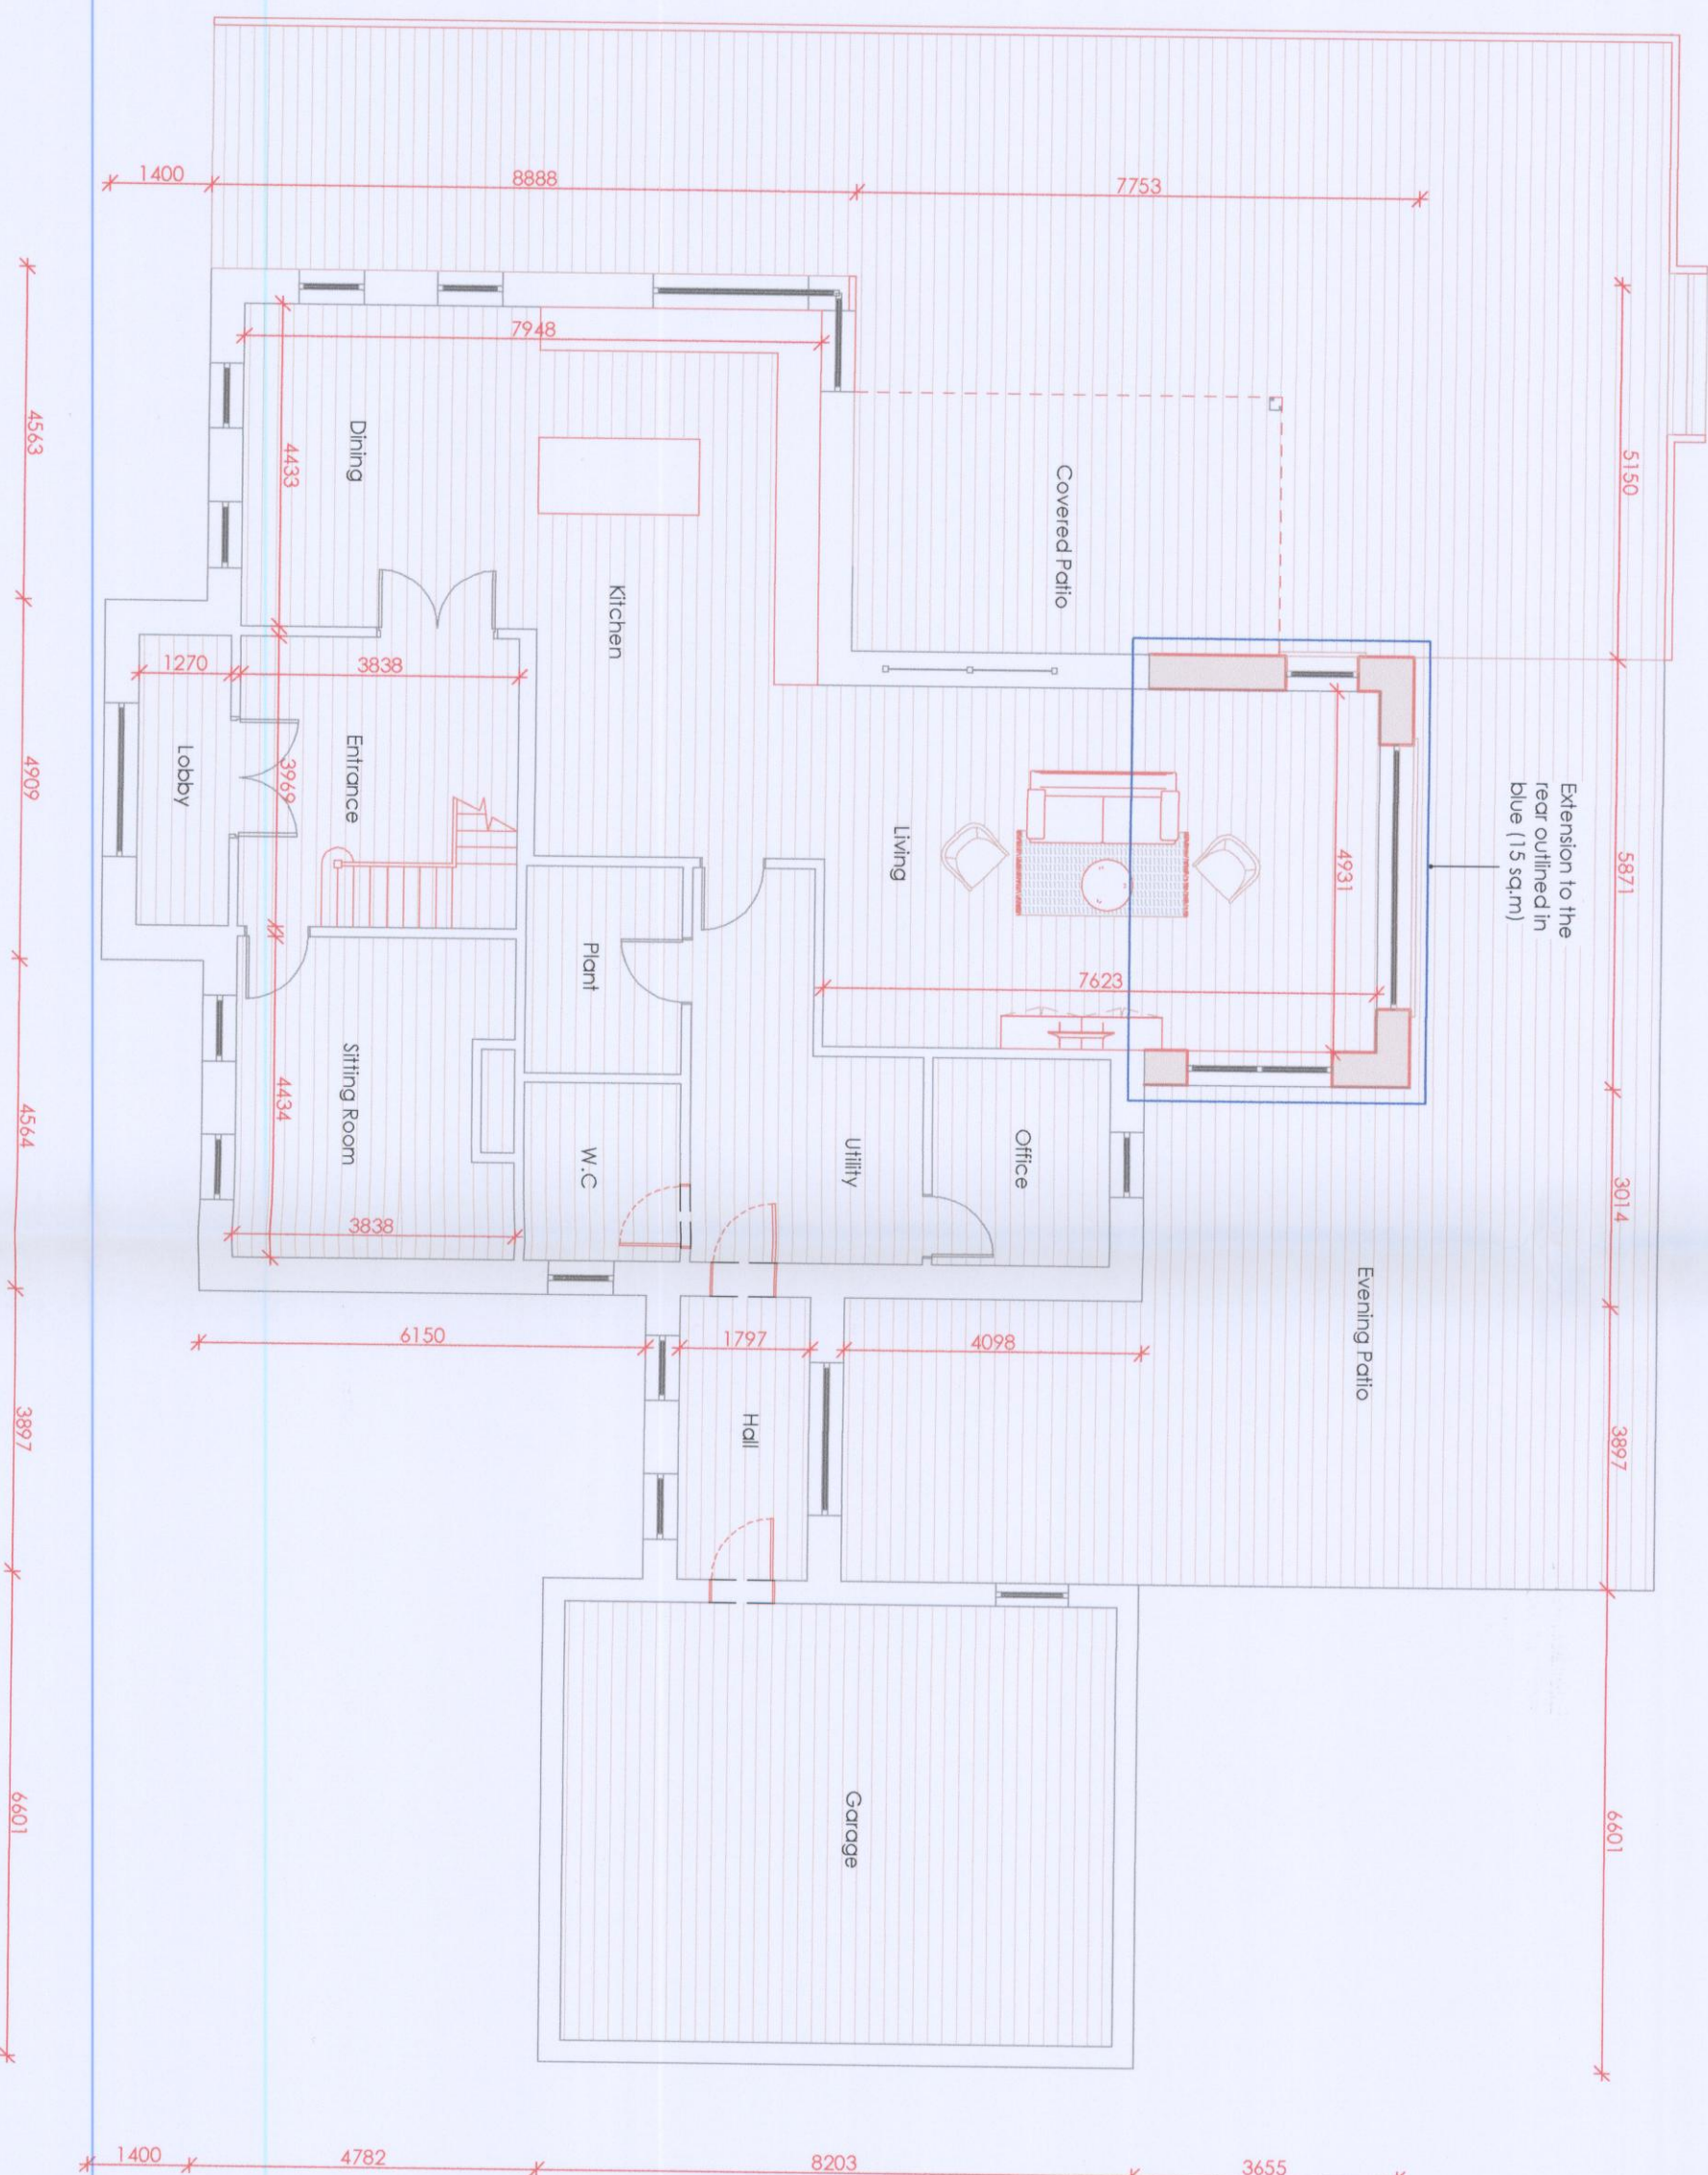 Extension to the
rear outlined in
blue (15 sq.m)
5150
5871
3014
3897
6601
1400
8888
7753
Covered Patio
Evening Patio
4931
7623
Living
Office
Utility
Kitchen
Plant
W.C
Hall
Garage
7948
Dining
4433
3838
1270
Entrance
3969
Lobby
Sitting Room
4434
3838
6150
1797
4098
4563
4909
4564
3897
6601
1400
4782
8203
3655